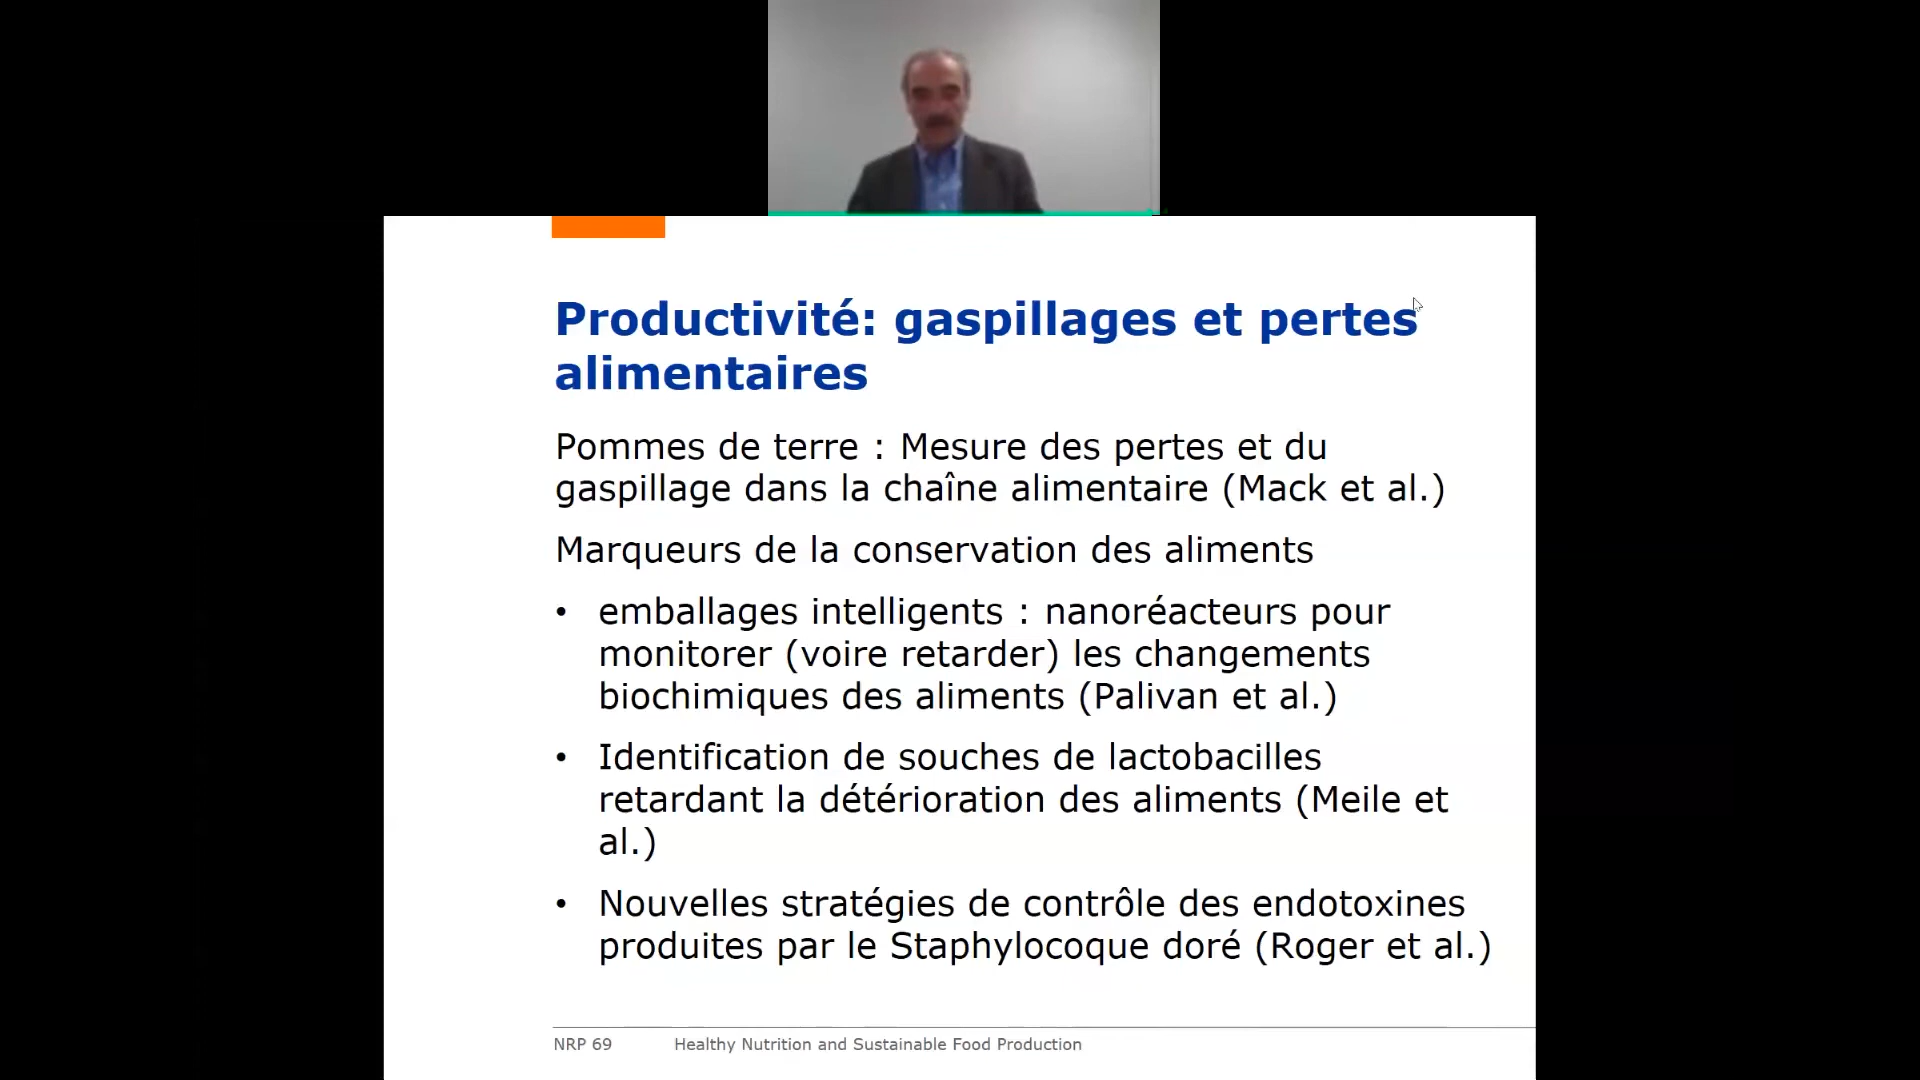 Productivité: gaspillages et pertes
alimentaires
Pommes de terre : Mesure des pertes et du
gaspillage dans la chaîne alimentaire (Mack et al.)
Marqueurs de la conservation des aliments
• emballages intelligents : nanoréacteurs pour
monitorer (voire retarder) les changements
biochimiques des aliments (Palivan et al.)
• Identification de souches de lactobacilles
retardant la détérioration des aliments (Meile et
al.)
• Nouvelles stratégies de contrôle des endotoxines
produites par le Staphylocoque doré (Roger et al.)
NRP 69 Healthy Nutrition and Sustainable Food Production